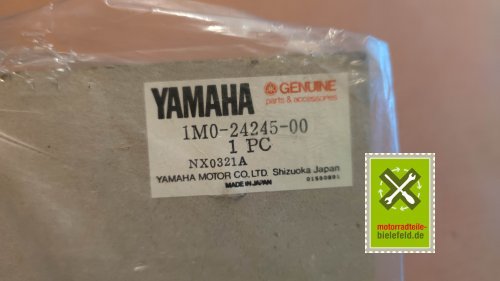 YAMAHA
GENUINE
parts & accessories
1M0-24245-00
1 PC
NX0321A
YAMAHA MOTOR CO.,LTD. Shizuoka Japan
MADE IN JAPAN
motorradteile-
bielefeld.de